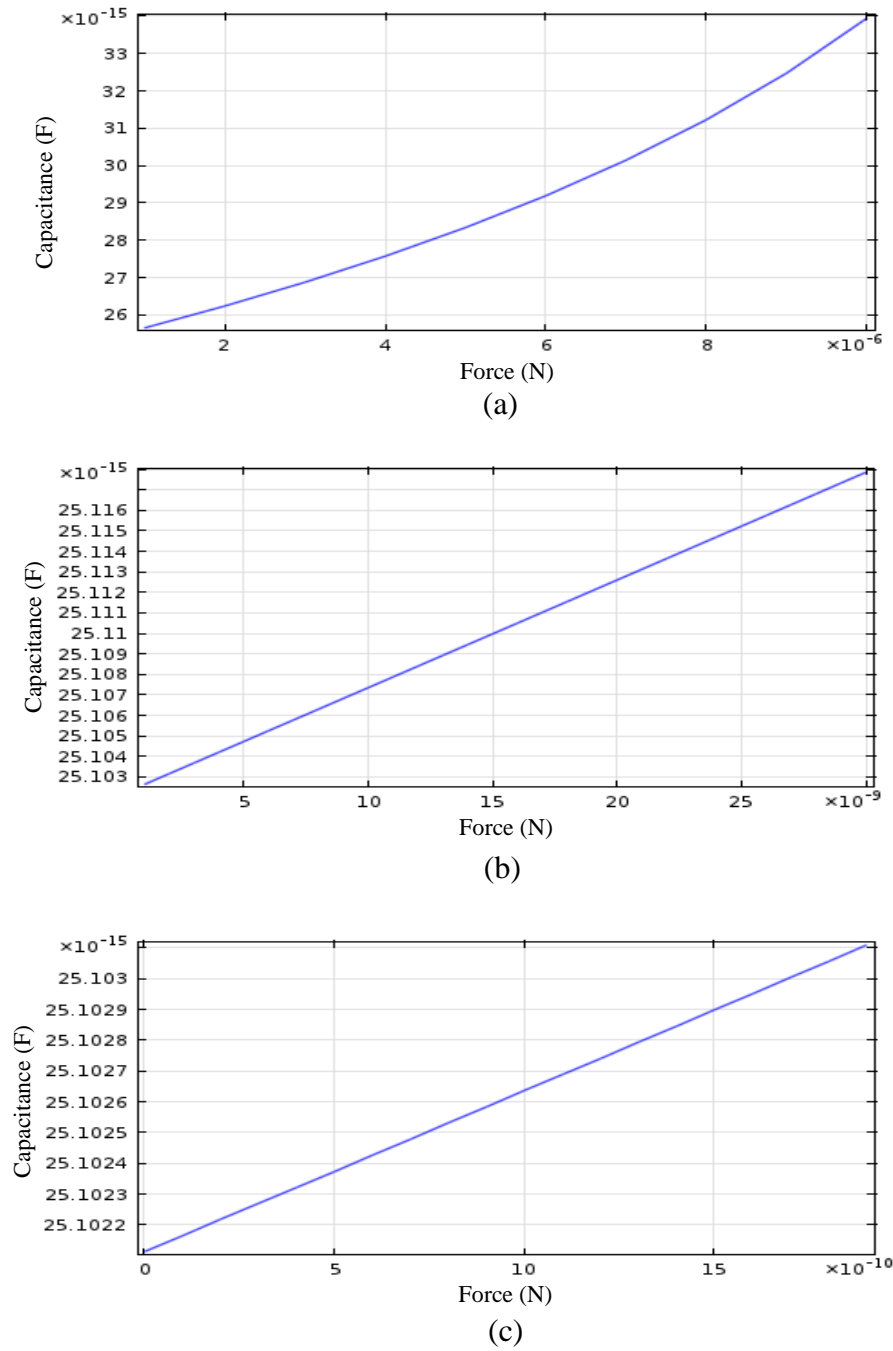 ×10⁻¹⁵
33
32
31
30
29
28
27
26
Capacitance (F)
2 4 6 8 ×10⁻⁶
Force (N)
(a)
×10⁻¹⁵
25.116
25.115
25.114
25.113
25.112
25.111
25.11
25.109
25.108
25.107
25.106
25.105
25.104
25.103
Capacitance (F)
5 10 15 20 25 ×10⁻⁹
Force (N)
(b)
×10⁻¹⁵
25.103
25.1029
25.1028
25.1027
25.1026
25.1025
25.1024
25.1023
25.1022
Capacitance (F)
0 5 10 15 ×10⁻¹⁰
Force (N)
(c)